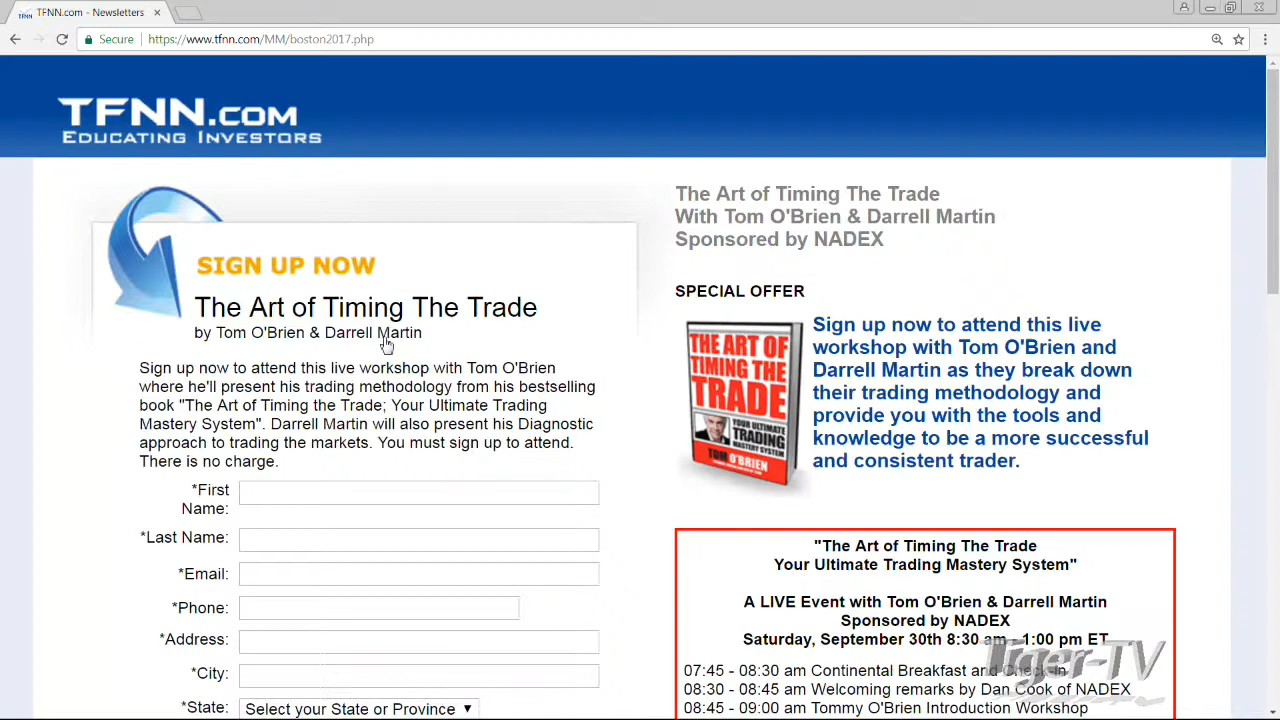 TFNN.com - Newsletters
Secure https://www.tfnn.com/MM/boston2017.php
TFNN.COM
EDUCATING INVESTORS
SIGN UP NOW
The Art of Timing The Trade
by Tom O'Brien & Darrell Martin
Sign up now to attend this live workshop with Tom O'Brien
where he'll present his trading methodology from his bestselling
book "The Art of Timing the Trade; Your Ultimate Trading
Mastery System". Darrell Martin will also present his Diagnostic
approach to trading the markets. You must sign up to attend.
There is no charge.
*First
Name:
*Last Name:
*Email:
*Phone:
*Address:
*City:
*State: Select your State or Province
The Art of Timing The Trade
With Tom O'Brien & Darrell Martin
Sponsored by NADEX
SPECIAL OFFER
THE ART OF
TIMING THE
TRADE
YOUR ULTIMATE
TRADING
MASTERY SYSTEM
TOM O'BRIEN
Sign up now to attend this live
workshop with Tom O'Brien and
Darrell Martin as they break down
their trading methodology and
provide you with the tools and
knowledge to be a more successful
and consistent trader.
"The Art of Timing The Trade
Your Ultimate Trading Mastery System"
A LIVE Event with Tom O'Brien & Darrell Martin
Sponsored by NADEX
Saturday, September 30th 8:30 am - 1:00 pm ET
07:45 - 08:30 am Continental Breakfast and Check-In
08:30 - 08:45 am Welcoming remarks by Dan Cook of NADEX
08:45 - 09:00 am Tommy O'Brien Introduction Workshop
Tiger-TV